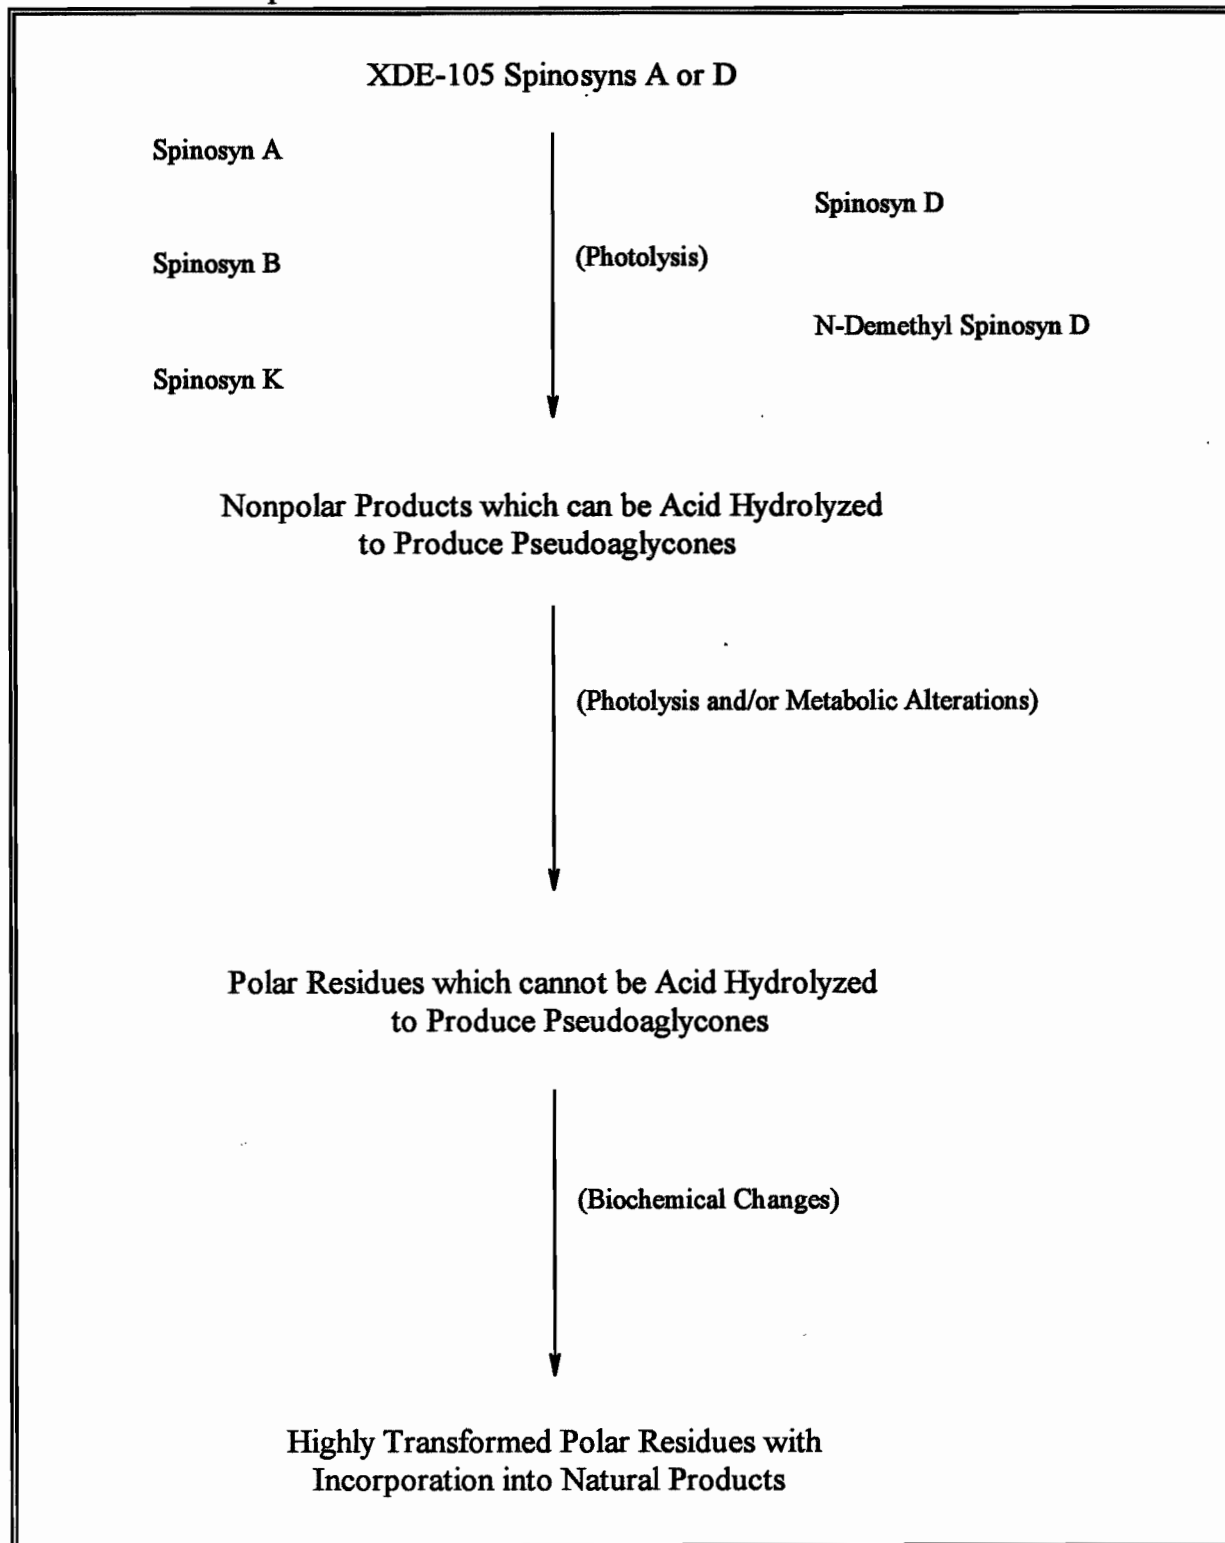 XDE-105 Spinosyns A or D
Spinosyn A
Spinosyn D
(Photolysis)
Spinosyn B
N-Demethyl Spinosyn D
Spinosyn K
Nonpolar Products which can be Acid Hydrolyzed
to Produce Pseudoaglycones
(Photolysis and/or Metabolic Alterations)
Polar Residues which cannot be Acid Hydrolyzed
to Produce Pseudoaglycones
(Biochemical Changes)
Highly Transformed Polar Residues with
Incorporation into Natural Products